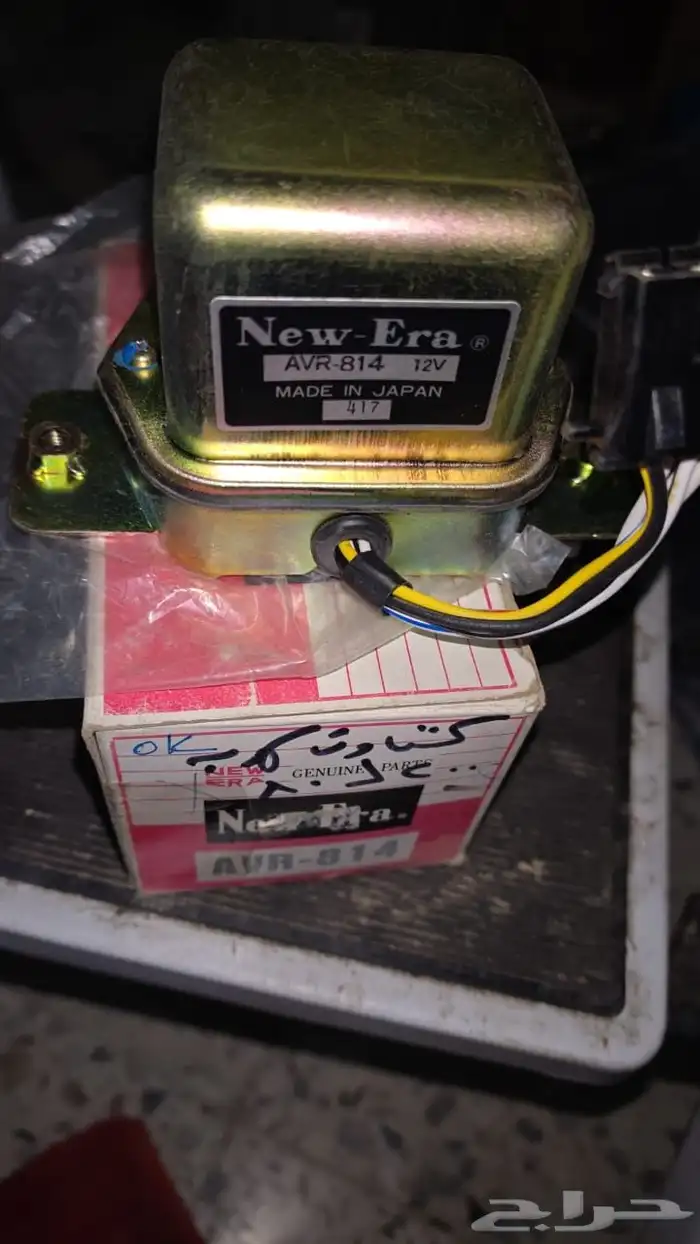 New-Era ®
AVR-814 12V
MADE IN JAPAN
417
OK
NEW ERA
GENUINE PARTS
New-Era
AVR-814
حراج